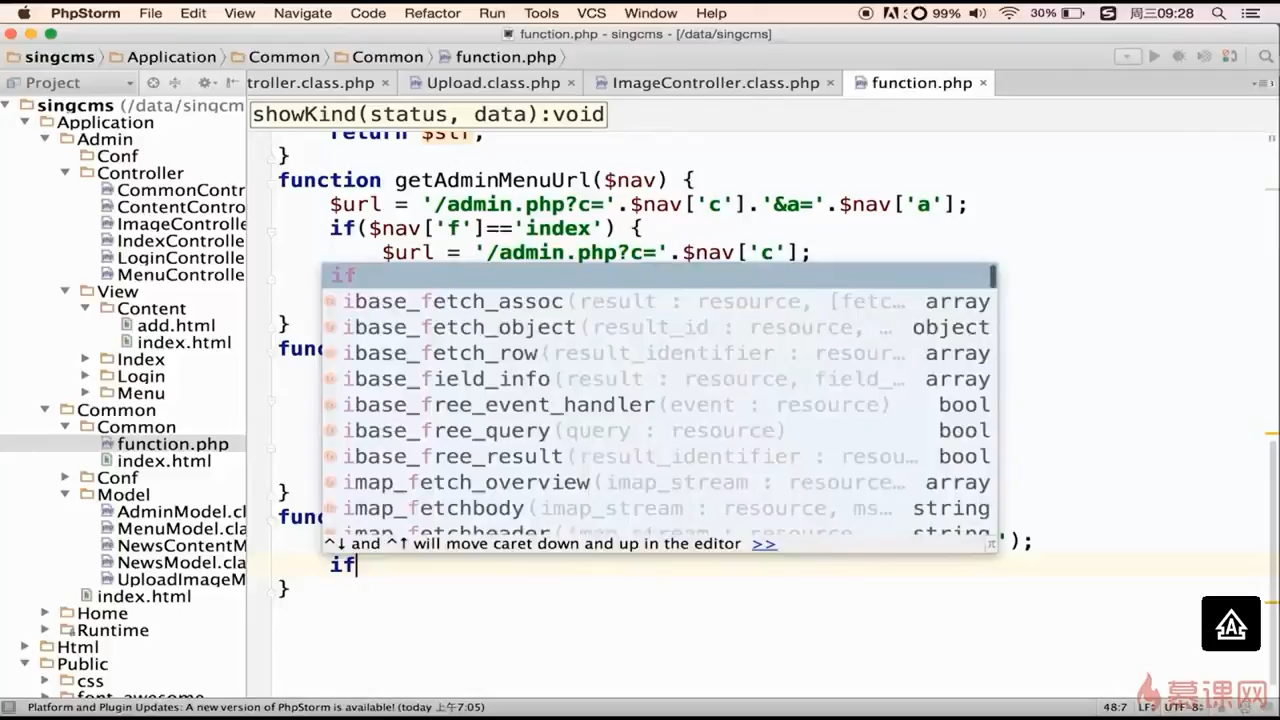 PhpStorm File Edit View Navigate Code Refactor Run Tools VCS Window Help 99% 30% 周三09:28
function.php - singcms - [/data/singcms]
singcms Application Common Common function.php
Project
troller.class.php Upload.class.php ImageController.class.php function.php
singcms (/data/singcm
Application
Admin
Conf
Controller
CommonContr
ContentContro
ImageControlle
IndexControlle
LoginControlle
MenuControlle
View
Content
add.html
index.html
Index
Login
Menu
Common
Common
function.php
index.html
Conf
Model
AdminModel.cl
MenuModel.cla
NewsContentM
NewsModel.cla
UploadImageM
index.html
Home
Runtime
Html
Public
css
font_awesome
showKind(status, data):void
return $str;
}
function getAdminMenuUrl($nav) {
$url = '/admin.php?c='.$nav['c'].'&a='.$nav['a'];
if($nav['f']=='index') {
$url = '/admin.php?c='.$nav['c'];
if
ibase_fetch_assoc(result : resource, [fetc… array
ibase_fetch_object(result_id : resource, … object
}
ibase_fetch_row(result_identifier : resour… array
func
ibase_field_info(result : resource, field_… array
ibase_free_event_handler(event : resource) bool
ibase_free_query(query : resource) bool
ibase_free_result(result_identifier : resou… bool
imap_fetch_overview(imap_stream : resource… array
}
imap_fetchbody(imap_stream : resource, ms… string
func
imap_fetchheader(imap_stream : resource, string
^↓ and ^↑ will move caret down and up in the editor >> π
');
if
}
A
慕课网
Platform and Plugin Updates: A new version of PhpStorm is available! (today 上午7:05) 48:7 LF÷ UTF-8÷